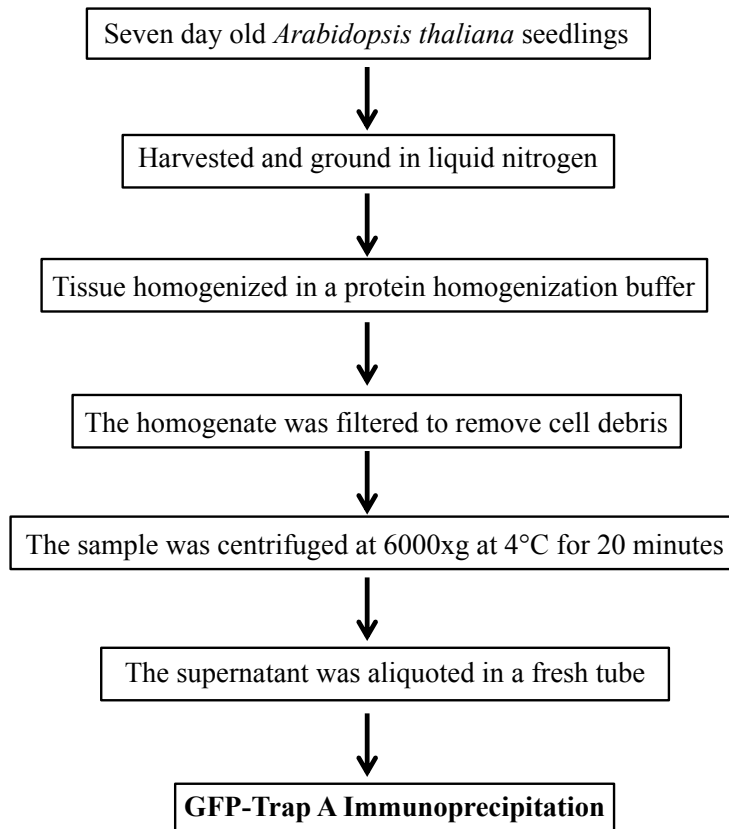 Seven day old Arabidopsis thaliana seedlings
Harvested and ground in liquid nitrogen
Tissue homogenized in a protein homogenization buffer
The homogenate was filtered to remove cell debris
The sample was centrifuged at 6000xg at 4°C for 20 minutes
The supernatant was aliquoted in a fresh tube
GFP-Trap A Immunoprecipitation